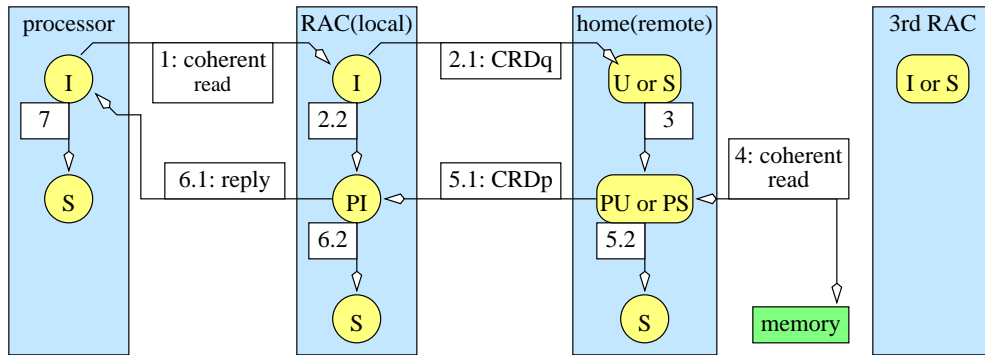 processor
RAC(local)
home(remote)
3rd RAC
1: coherent
read
2.1: CRDq
I
I
U or S
I or S
7
2.2
3
4: coherent
read
6.1: reply
5.1: CRDp
S
PI
PU or PS
6.2
5.2
S
S
memory